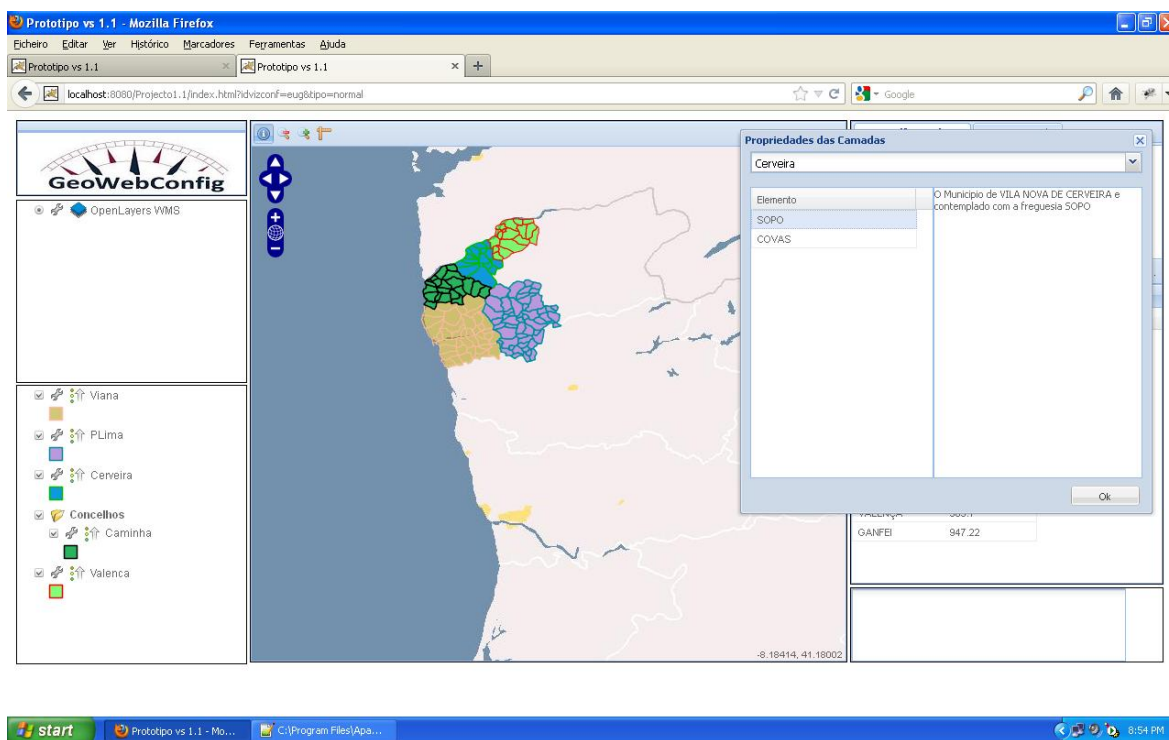 Prototipo vs 1.1 - Mozilla Firefox
Ficheiro Editar Ver Histórico Marcadores Ferramentas Ajuda
Prototipo vs 1.1
Prototipo vs 1.1
localhost:8080/Projecto1.1/index.html?idvizconf=eug&tipo=normal
Google
GeoWebConfig
OpenLayers WMS
Viana
PLima
Cerveira
Concelhos
Caminha
Valenca
-8.18414, 41.18002
Propriedades das Camadas
Cerveira
Elemento
SOPO
COVAS
O Municipio de VILA NOVA DE CERVEIRA e
contemplado com a freguesia SOPO
Ok
GANFEI 947.22
start
Prototipo vs 1.1 - Mo...
C:\Program Files\Apa...
8:54 PM